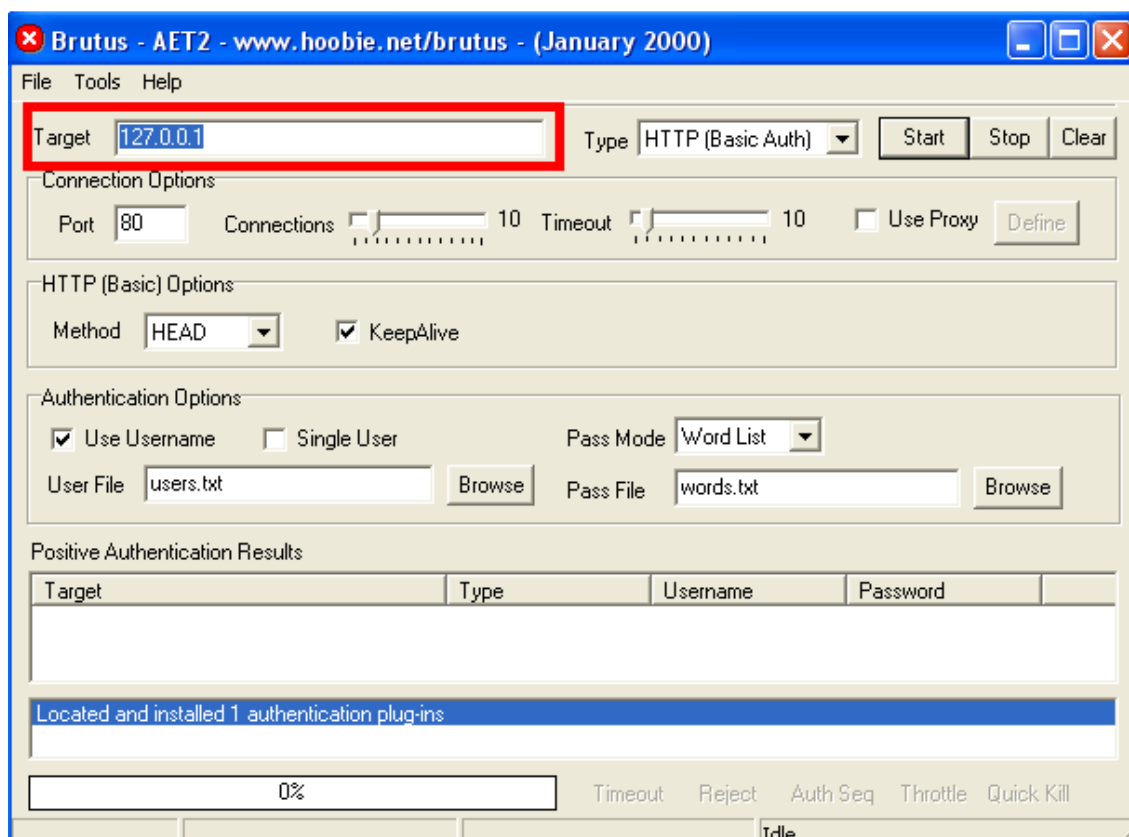 Brutus - AET2 - www.hoobie.net/brutus - (January 2000)
File Tools Help
Target 127.0.0.1 Type HTTP (Basic Auth) Start Stop Clear
Connection Options
Port 80 Connections 10 Timeout 10 Use Proxy Define
HTTP (Basic) Options
Method HEAD KeepAlive
Authentication Options
Use Username Single User Pass Mode Word List
User File users.txt Browse Pass File words.txt Browse
Positive Authentication Results
Target Type Username Password
Located and installed 1 authentication plug-ins
0% Timeout Reject Auth Seq Throttle Quick Kill
Idle